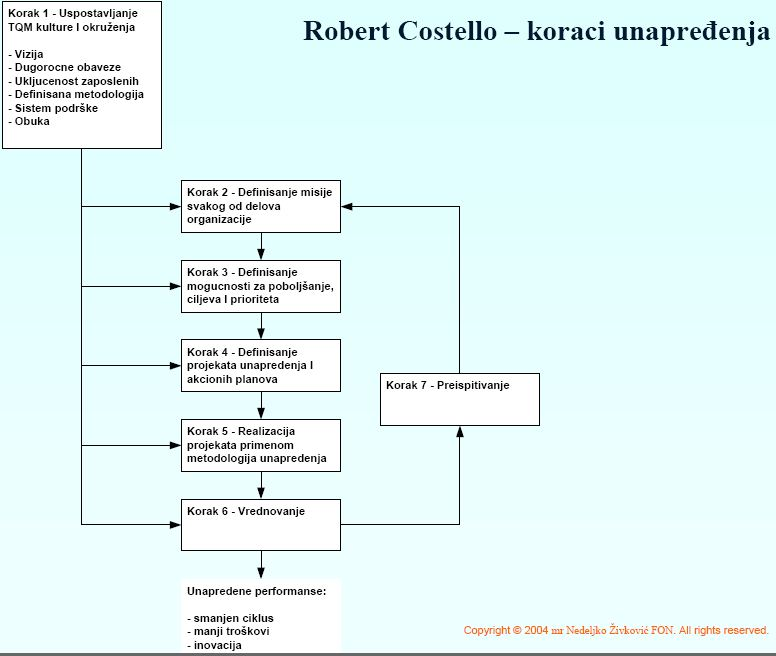 Robert Costello – koraci unapređenja
Korak 1 - Uspostavljanje
TQM kulture I okruženja
- Vizija
- Dugorocne obaveze
- Ukljucenost zaposlenih
- Definisana metodologija
- Sistem podrške
- Obuka
Korak 2 - Definisanje misije
svakog od delova
organizacije
Korak 3 - Definisanje
mogucnosti za poboljšanje,
ciljeva I prioriteta
Korak 4 - Definisanje
projekata unapredenja I
akcionih planova
Korak 5 - Realizacija
projekata primenom
metodologija unapredenja
Korak 6 - Vrednovanje
Korak 7 - Preispitivanje
Unapredene performanse:
- smanjen ciklus
- manji troškovi
- inovacija
Copyright © 2004 mr Nedeljko Živković FON. All rights reserved.